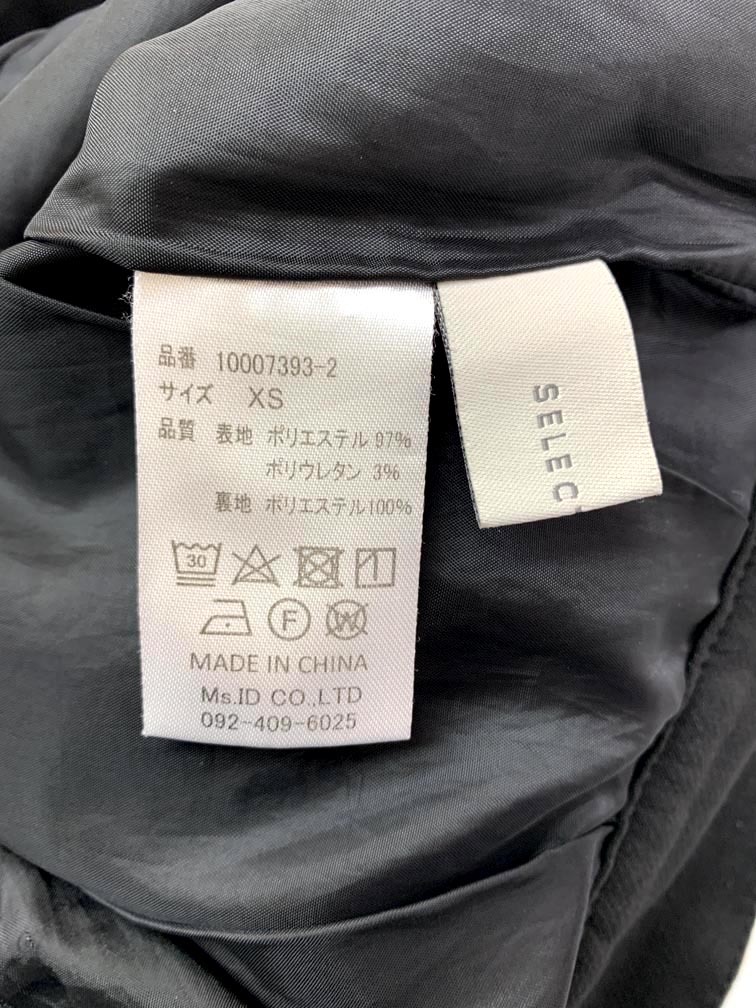 品番 10007393-2
サイズ XS
品質 表地 ポリエステル 97%
ポリウレタン 3%
裏地 ポリエステル100%
30
F W
MADE IN CHINA
Ms.ID CO.,LTD
092-409-6025
SELECT